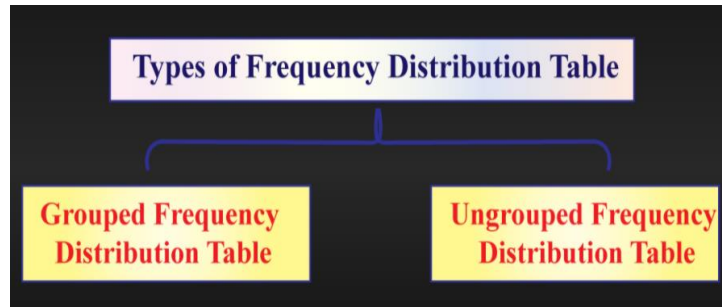 Types of Frequency Distribution Table
Grouped Frequency
Distribution Table
Ungrouped Frequency
Distribution Table